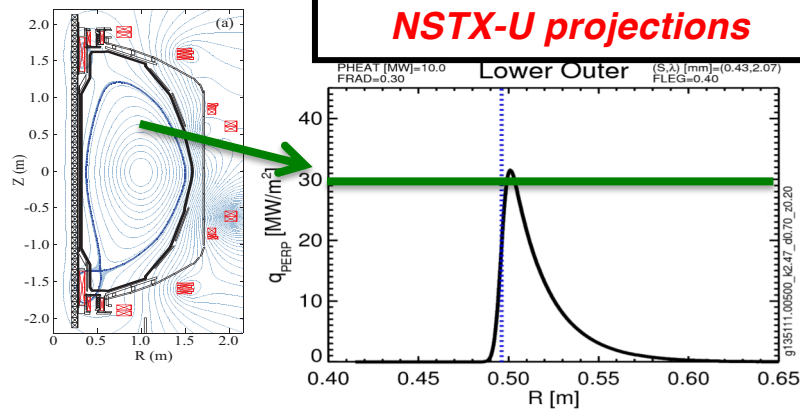 NSTX-U projections
(a)
2.0
1.5
1.0
0.5
0
-0.5
-1.0
-1.5
-2.0
Z (m)
0 0.5 1.0 1.5 2.0
R (m)
PHEAT [MW]=10.0
FRAD=0.30
Lower Outer
(S,λ) [mm]=(0.43,2.07)
FLEG=0.40
40
30
20
10
0
qPERP [MW/m²]
0.40 0.45 0.50 0.55 0.60 0.65
R [m]
g135111.00500_k2.47_d0.70_z0.20